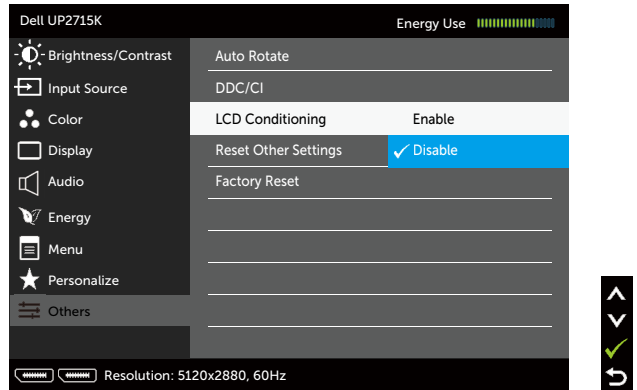 Dell UP2715K
Energy Use
Brightness/Contrast
Auto Rotate
Input Source
DDC/CI
Color
LCD Conditioning
Enable
Display
Reset Other Settings
Disable
Audio
Factory Reset
Energy
Menu
Personalize
Others
Resolution: 5120x2880, 60Hz